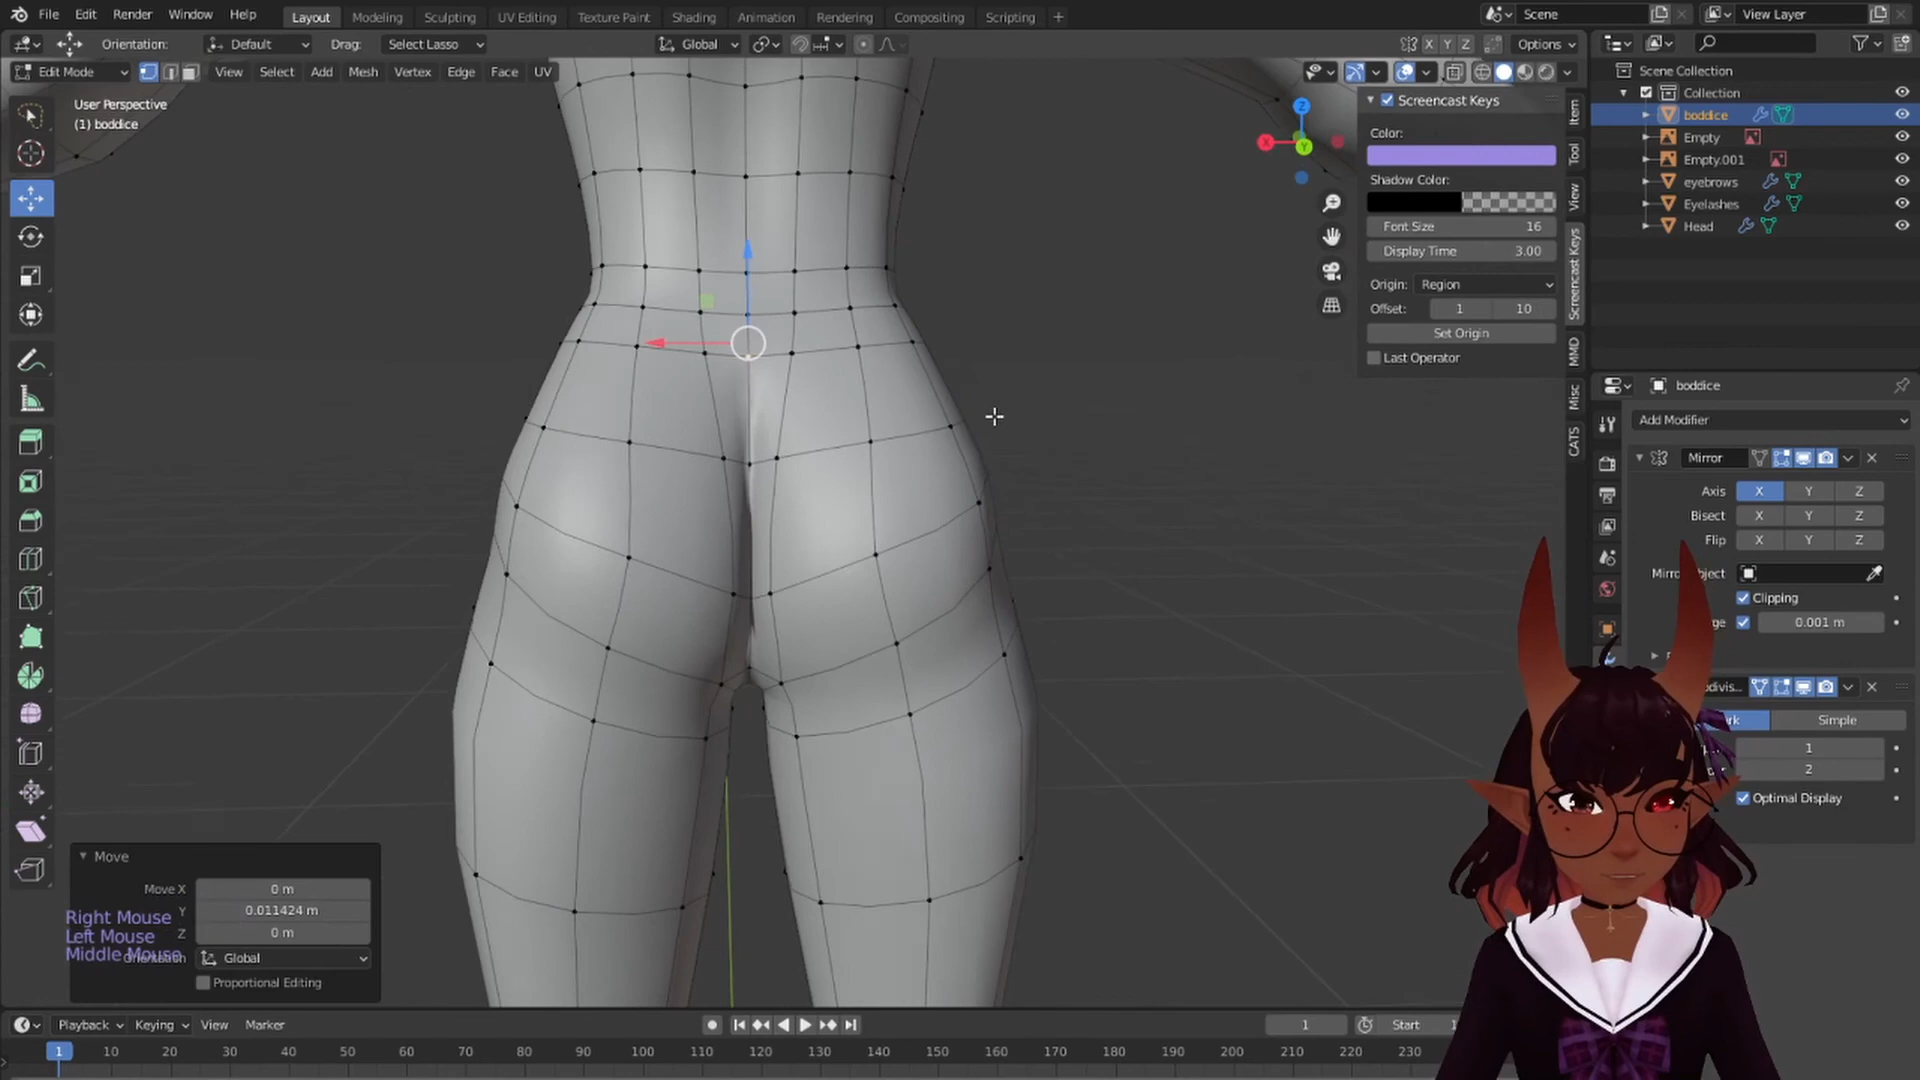 File Edit Render Window Help Layout Modeling Sculpting UV Editing Texture Paint Shading Animation Rendering Compositing Scripting + Scene View Layer
Orientation: Default Drag: Select Lasso Global X Y Z Options
Edit Mode View Select Add Mesh Vertex Edge Face UV
User Perspective
(1) boddice
Screencast Keys
Color:
Shadow Color:
Font Size 16
Display Time 3.00
Origin: Region
Offset: 1 10
Set Origin
Last Operator
Item
Tool
View
Screencast Keys
MMD
Misc
CATS
Z
X
Y
Scene Collection
Collection
boddice
Empty
Empty.001
eyebrows
Eyelashes
Head
boddice
Add Modifier
Mirror
Axis X Y Z
Bisect X Y Z
Flip X Y Z
Object
Clipping
0.001 m
Simple
1
2
Optimal Display
Move
Move X 0 m
Y 0.011424 m
Z 0 m
Global
Proportional Editing
Right Mouse
Left Mouse
Middle Mouse
Playback Keying View Marker 1 Start
1 10 20 30 40 50 60 70 80 90 100 110 120 130 140 150 160 170 180 190 200 210 220 230